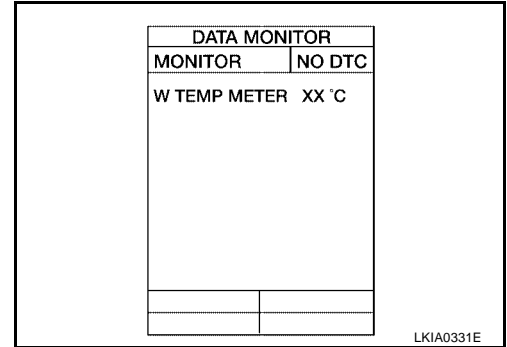 DATA MONITOR
MONITOR NO DTC
W TEMP METER XX °C
LKIA0331E